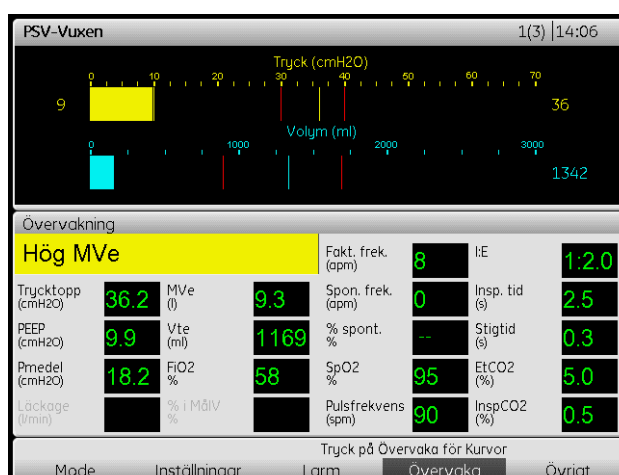 PSV-Vuxen 1(3) 14:06
Tryck (cmH2O)
0 10 20 30 40 50 60 70
9 36
Volym (ml)
0 1000 2000 3000
1342
Övervakning
Hög MVe
Fakt. frek. (apm) 8 I:E 1:2.0
Trycktopp (cmH2O) 36.2 MVe (l) 9.3 Spon. frek. (apm) 0 Insp. tid (s) 2.5
PEEP (cmH2O) 9.9 Vte (ml) 1169 % spont. % -- Stigtid (s) 0.3
Pmedel (cmH2O) 18.2 FiO2 % 58 SpO2 % 95 EtCO2 (%) 5.0
Läckage (l/min) % i MålV % Pulsfrekvens (spm) 90 InspCO2 (%) 0.5
Tryck på Övervaka för Kurvor
Mode Inställningar Larm Övervaka Övrigt